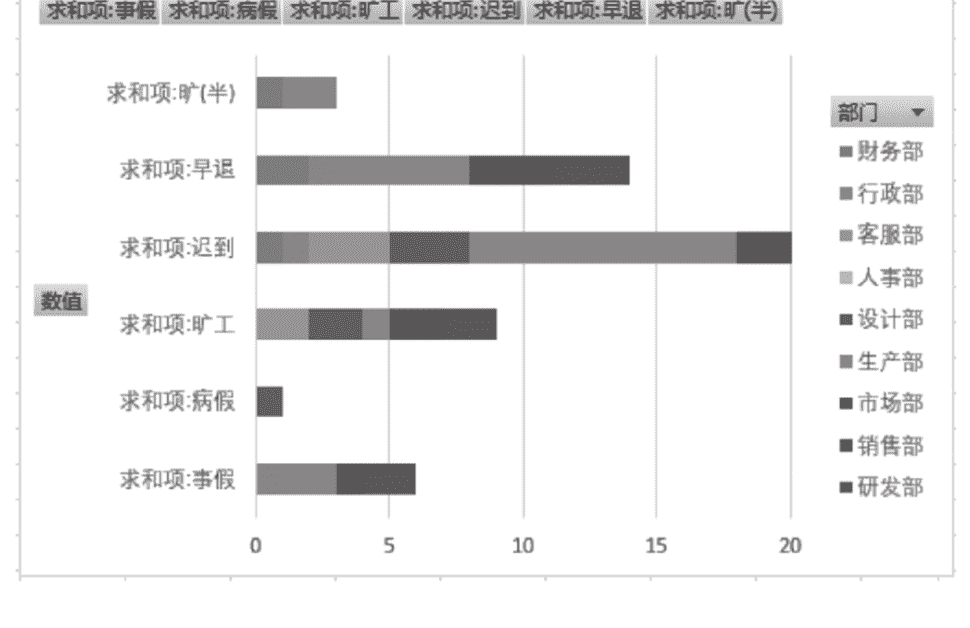 求和项:事假 求和项:病假 求和项:旷工 求和项:迟到 求和项:早退 求和项:旷(半)
求和项:旷(半)
求和项:早退
求和项:迟到
求和项:旷工
求和项:病假
求和项:事假
数值
0 5 10 15 20
部门
财务部
行政部
客服部
人事部
设计部
生产部
市场部
销售部
研发部